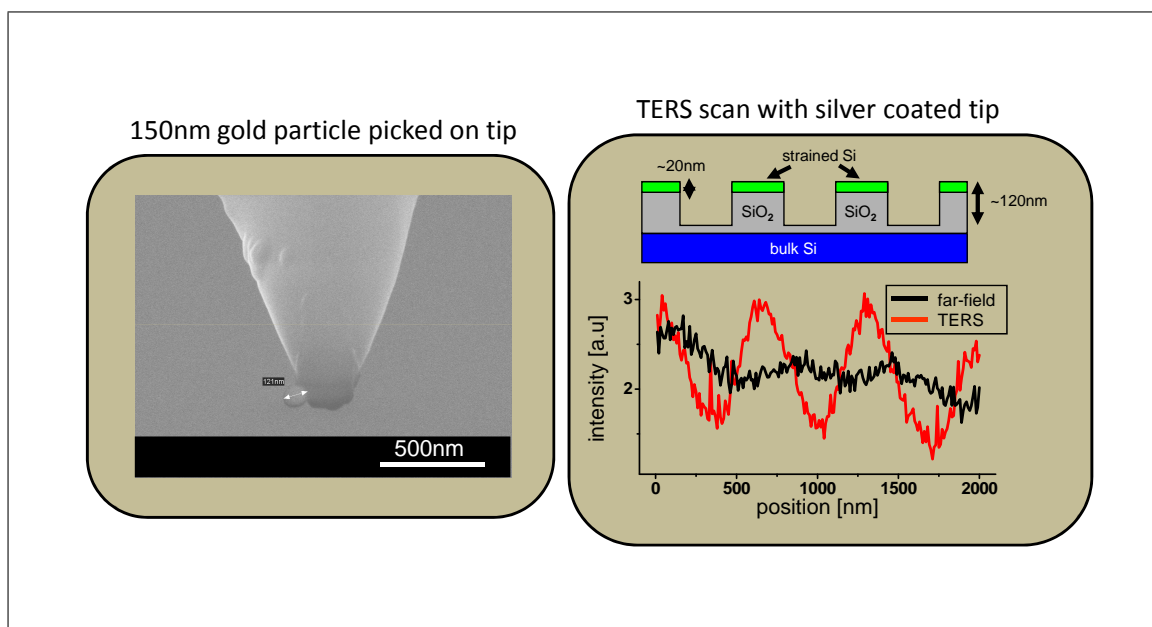 150nm gold particle picked on tip
121nm
500nm
TERS scan with silver coated tip
strained Si
~20nm
SiO2
SiO2
~120nm
bulk Si
far-field
TERS
intensity [a.u]
3
2
0
500
1000
1500
2000
position [nm]